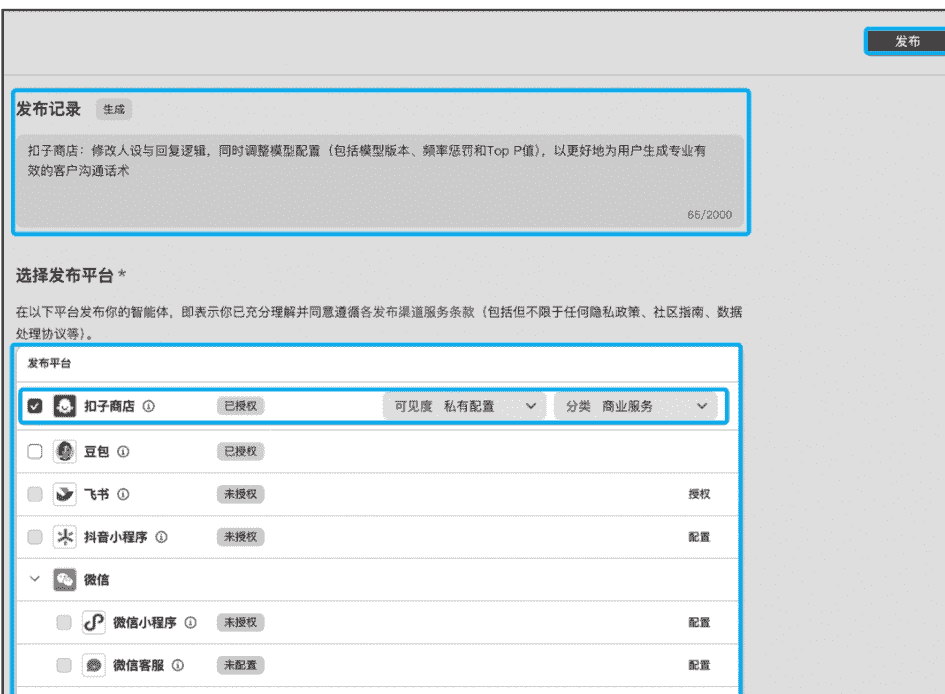 发布
发布记录 生成
扣子商店：修改人设与回复逻辑，同时调整模型配置（包括模型版本、频率惩罚和Top P值），以更好地为用户生成专业有
效的客户沟通话术
65/2000
选择发布平台 *
在以下平台发布你的智能体，即表示你已充分理解并同意遵循各发布渠道服务条款（包括但不限于任何隐私政策、社区指南、数据
处理协议等）。
发布平台
扣子商店 已授权 可见度 私有配置 分类 商业服务
豆包 已授权
飞书 未授权 授权
抖音小程序 未授权 配置
微信
微信小程序 未授权 配置
微信客服 未配置 配置